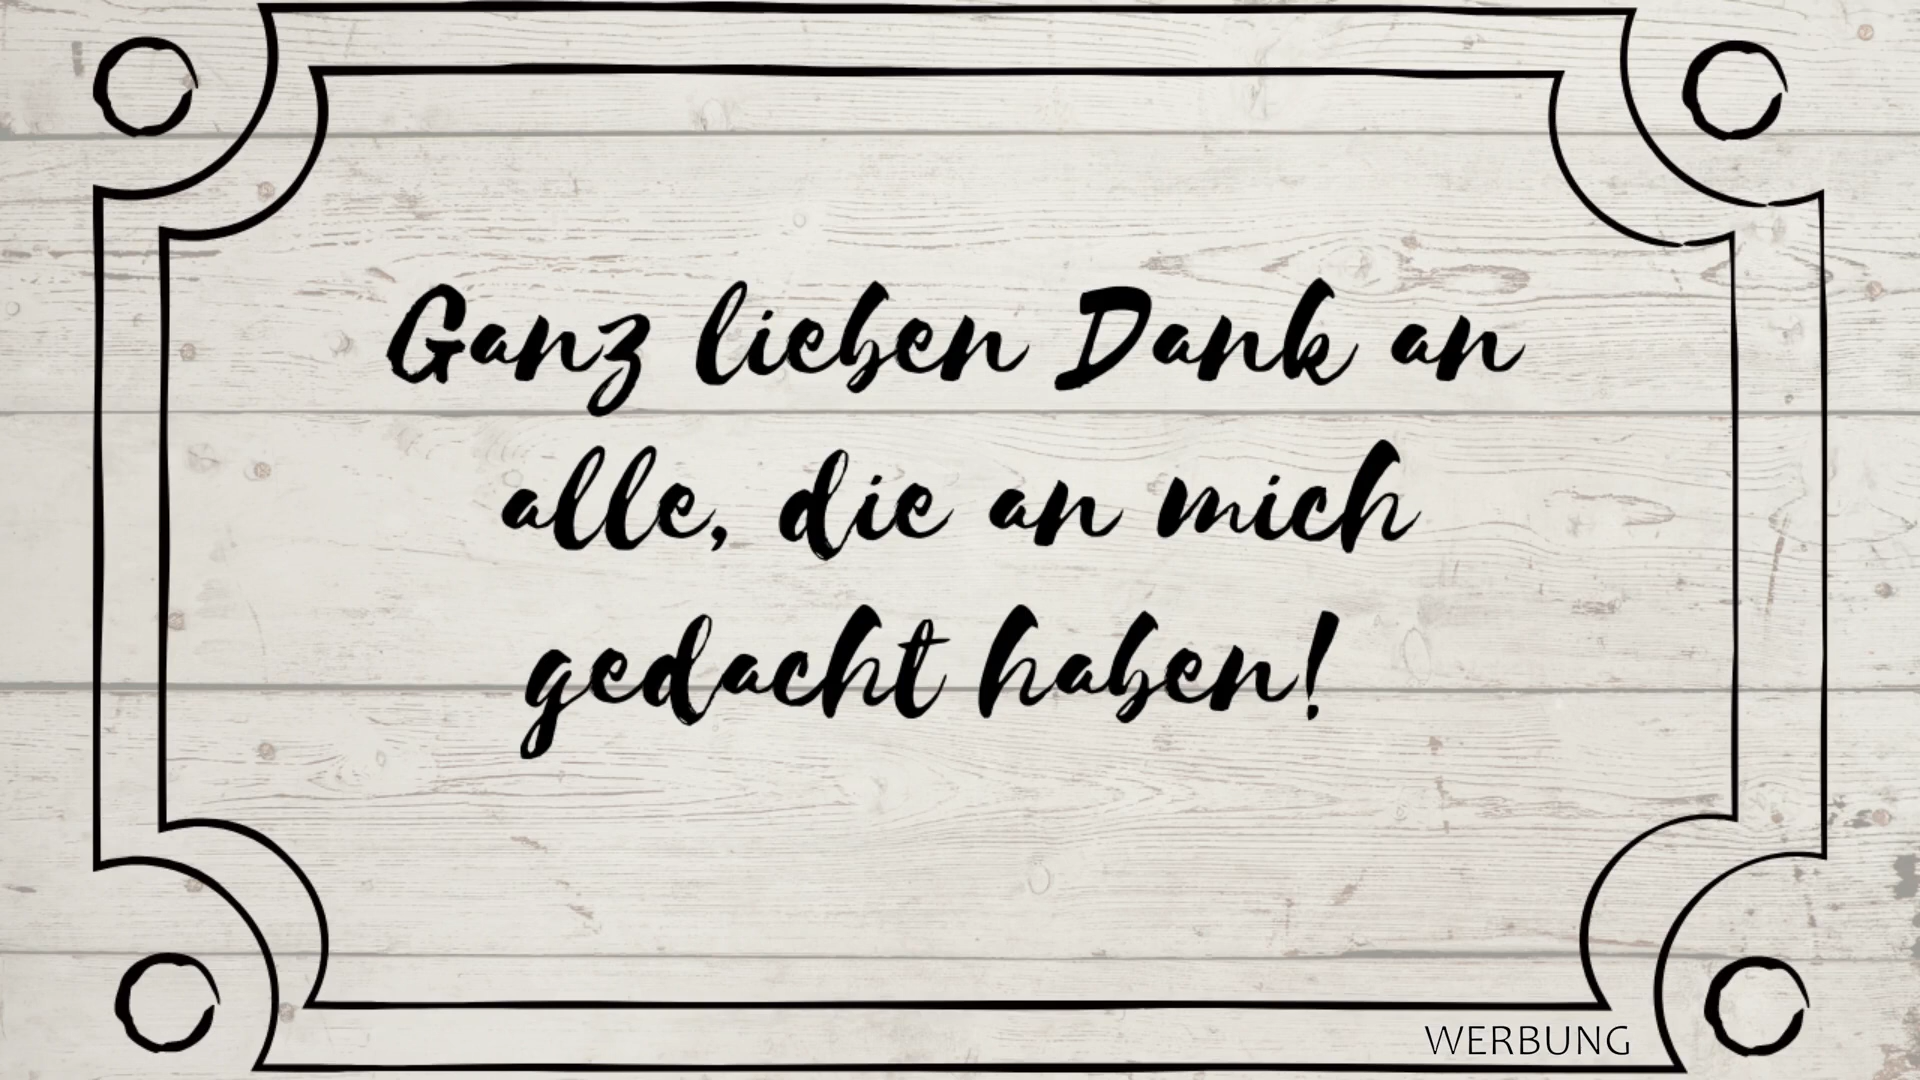 Ganz lieben Dank an
alle, die an mich
gedacht haben!
WERBUNG